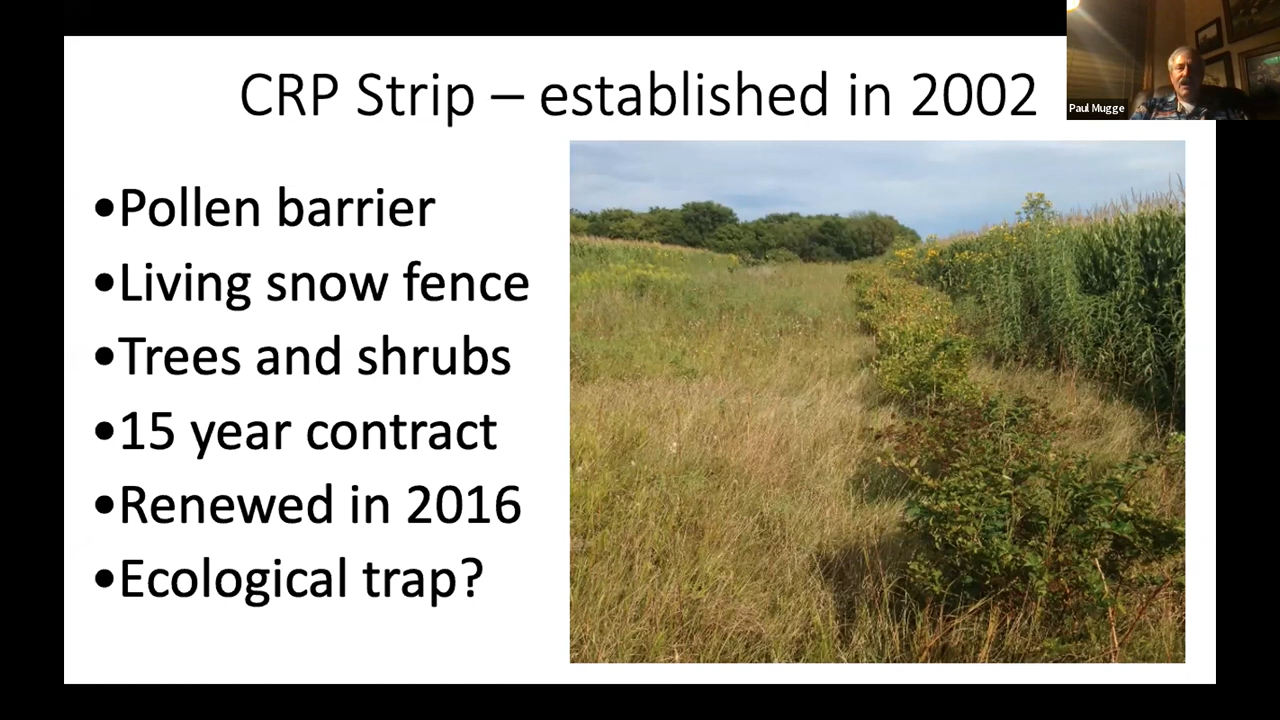 CRP Strip – established in 2002
Paul Mugge
•Pollen barrier
•Living snow fence
•Trees and shrubs
•15 year contract
•Renewed in 2016
•Ecological trap?